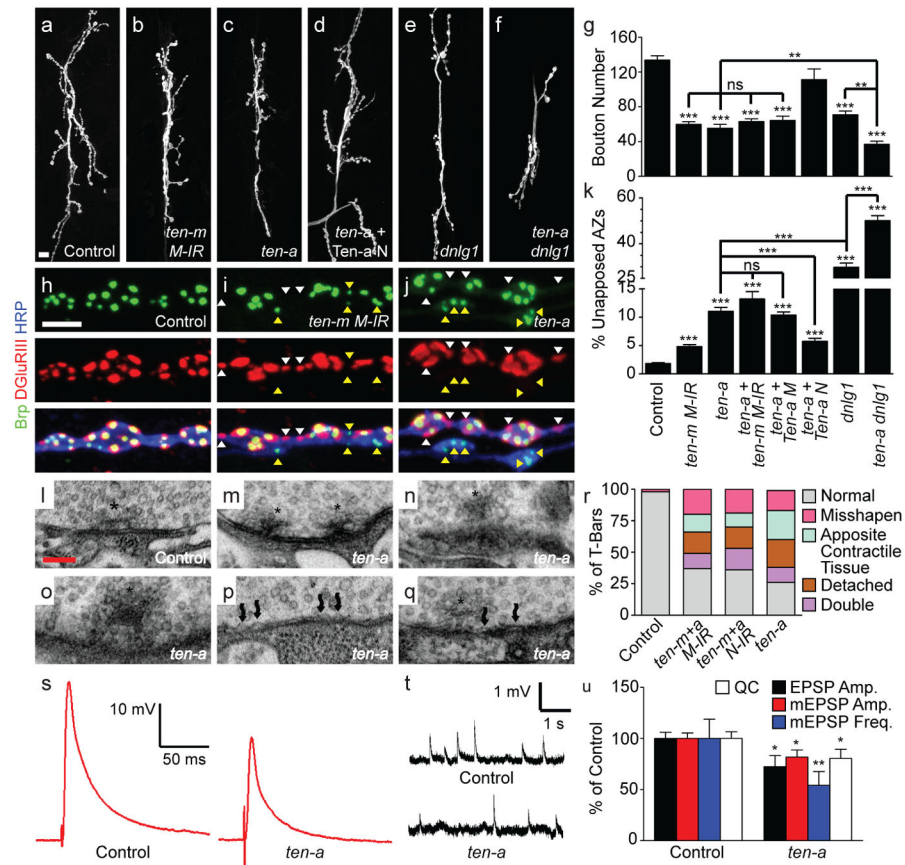 a
Control
b
ten-m
M-IR
c
ten-a
d
ten-a +
Ten-a N
e
dnlg1
f
ten-a
dnlg1
g
Bouton Number
160
120
80
40
0
***
***
***
***
***
***
ns
**
**
h
Control
i
ten-m M-IR
j
ten-a
Brp DGluRIII HRP
k
% Unapposed AZs
60
40
25
15
10
5
0
***
***
***
***
***
***
***
ns
***
***
***
Control
ten-m M-IR
ten-a
ten-a +
ten-m M-IR
ten-a +
Ten-a M
ten-a +
Ten-a N
dnlg1
ten-a dnlg1
l
*
Control
m
*
*
ten-a
n
*
ten-a
o
*
ten-a
p
ten-a
q
*
ten-a
r
% of T-Bars
100
75
50
25
0
Control
ten-m+a
M-IR
ten-m+a
N-IR
ten-a
Normal
Misshapen
Apposite
Contractile
Tissue
Detached
Double
s
10 mV
50 ms
Control
ten-a
t
1 mV
1 s
Control
ten-a
u
% of Control
150
100
50
0
QC
EPSP Amp.
mEPSP Amp.
mEPSP Freq.
*
*
**
*
Control
ten-a